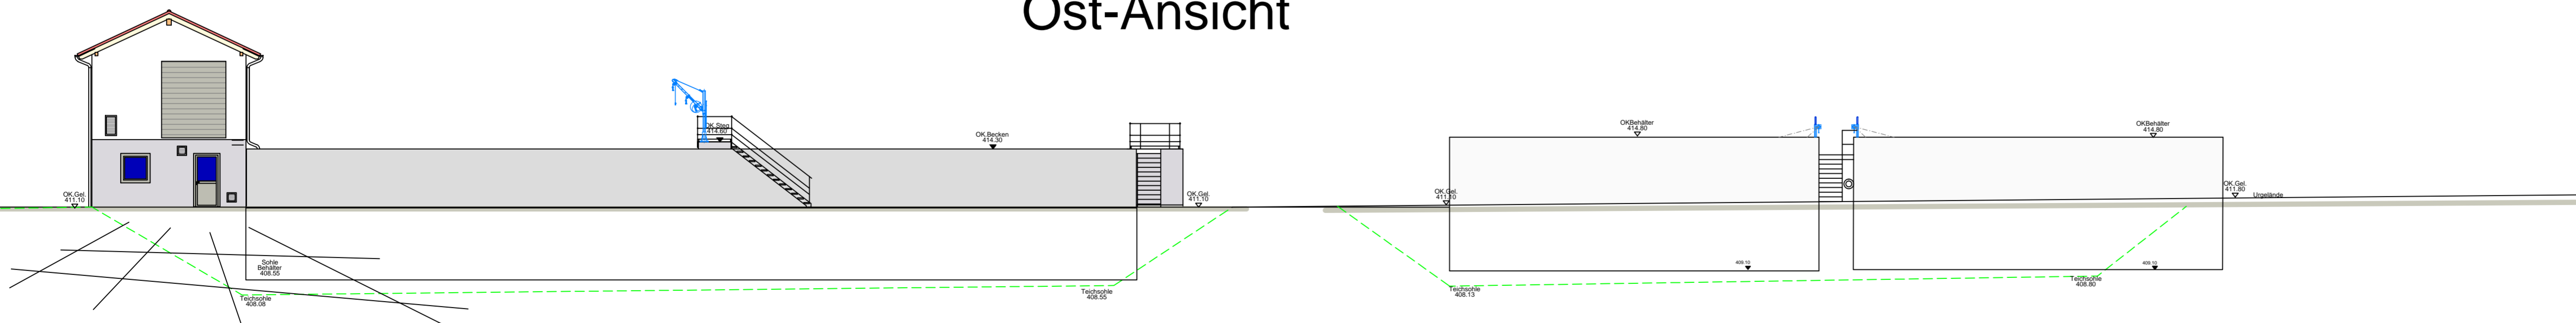 Ost-Ansicht
OK.Gel.
411.10
Sohle
Behälter
408.55
Teichsohle
408.08
OK.Steg
414.60
OK.Becken
414.30
Teichsohle
408.55
OK.Gel.
411.10
OK.Gel.
411.10
Teichsohle
408.13
OKBehälter
414.80
409.10
OKBehälter
414.80
409.10
Teichsohle
408.80
OK.Gel.
411.80
Urgelände